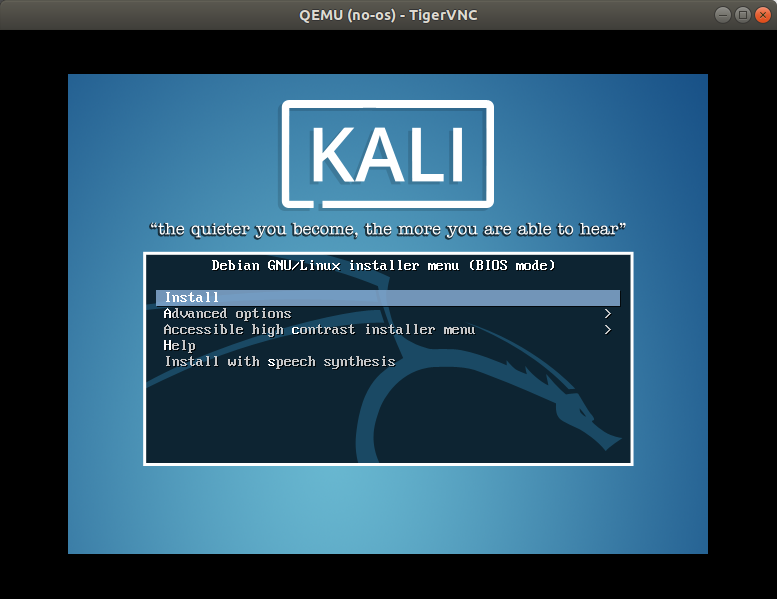 QEMU (no-os) - TigerVNC
KALI
“the quieter you become, the more you are able to hear”
Debian GNU/Linux installer menu (BIOS mode)
Install
Advanced options >
Accessible high contrast installer menu >
Help
Install with speech synthesis